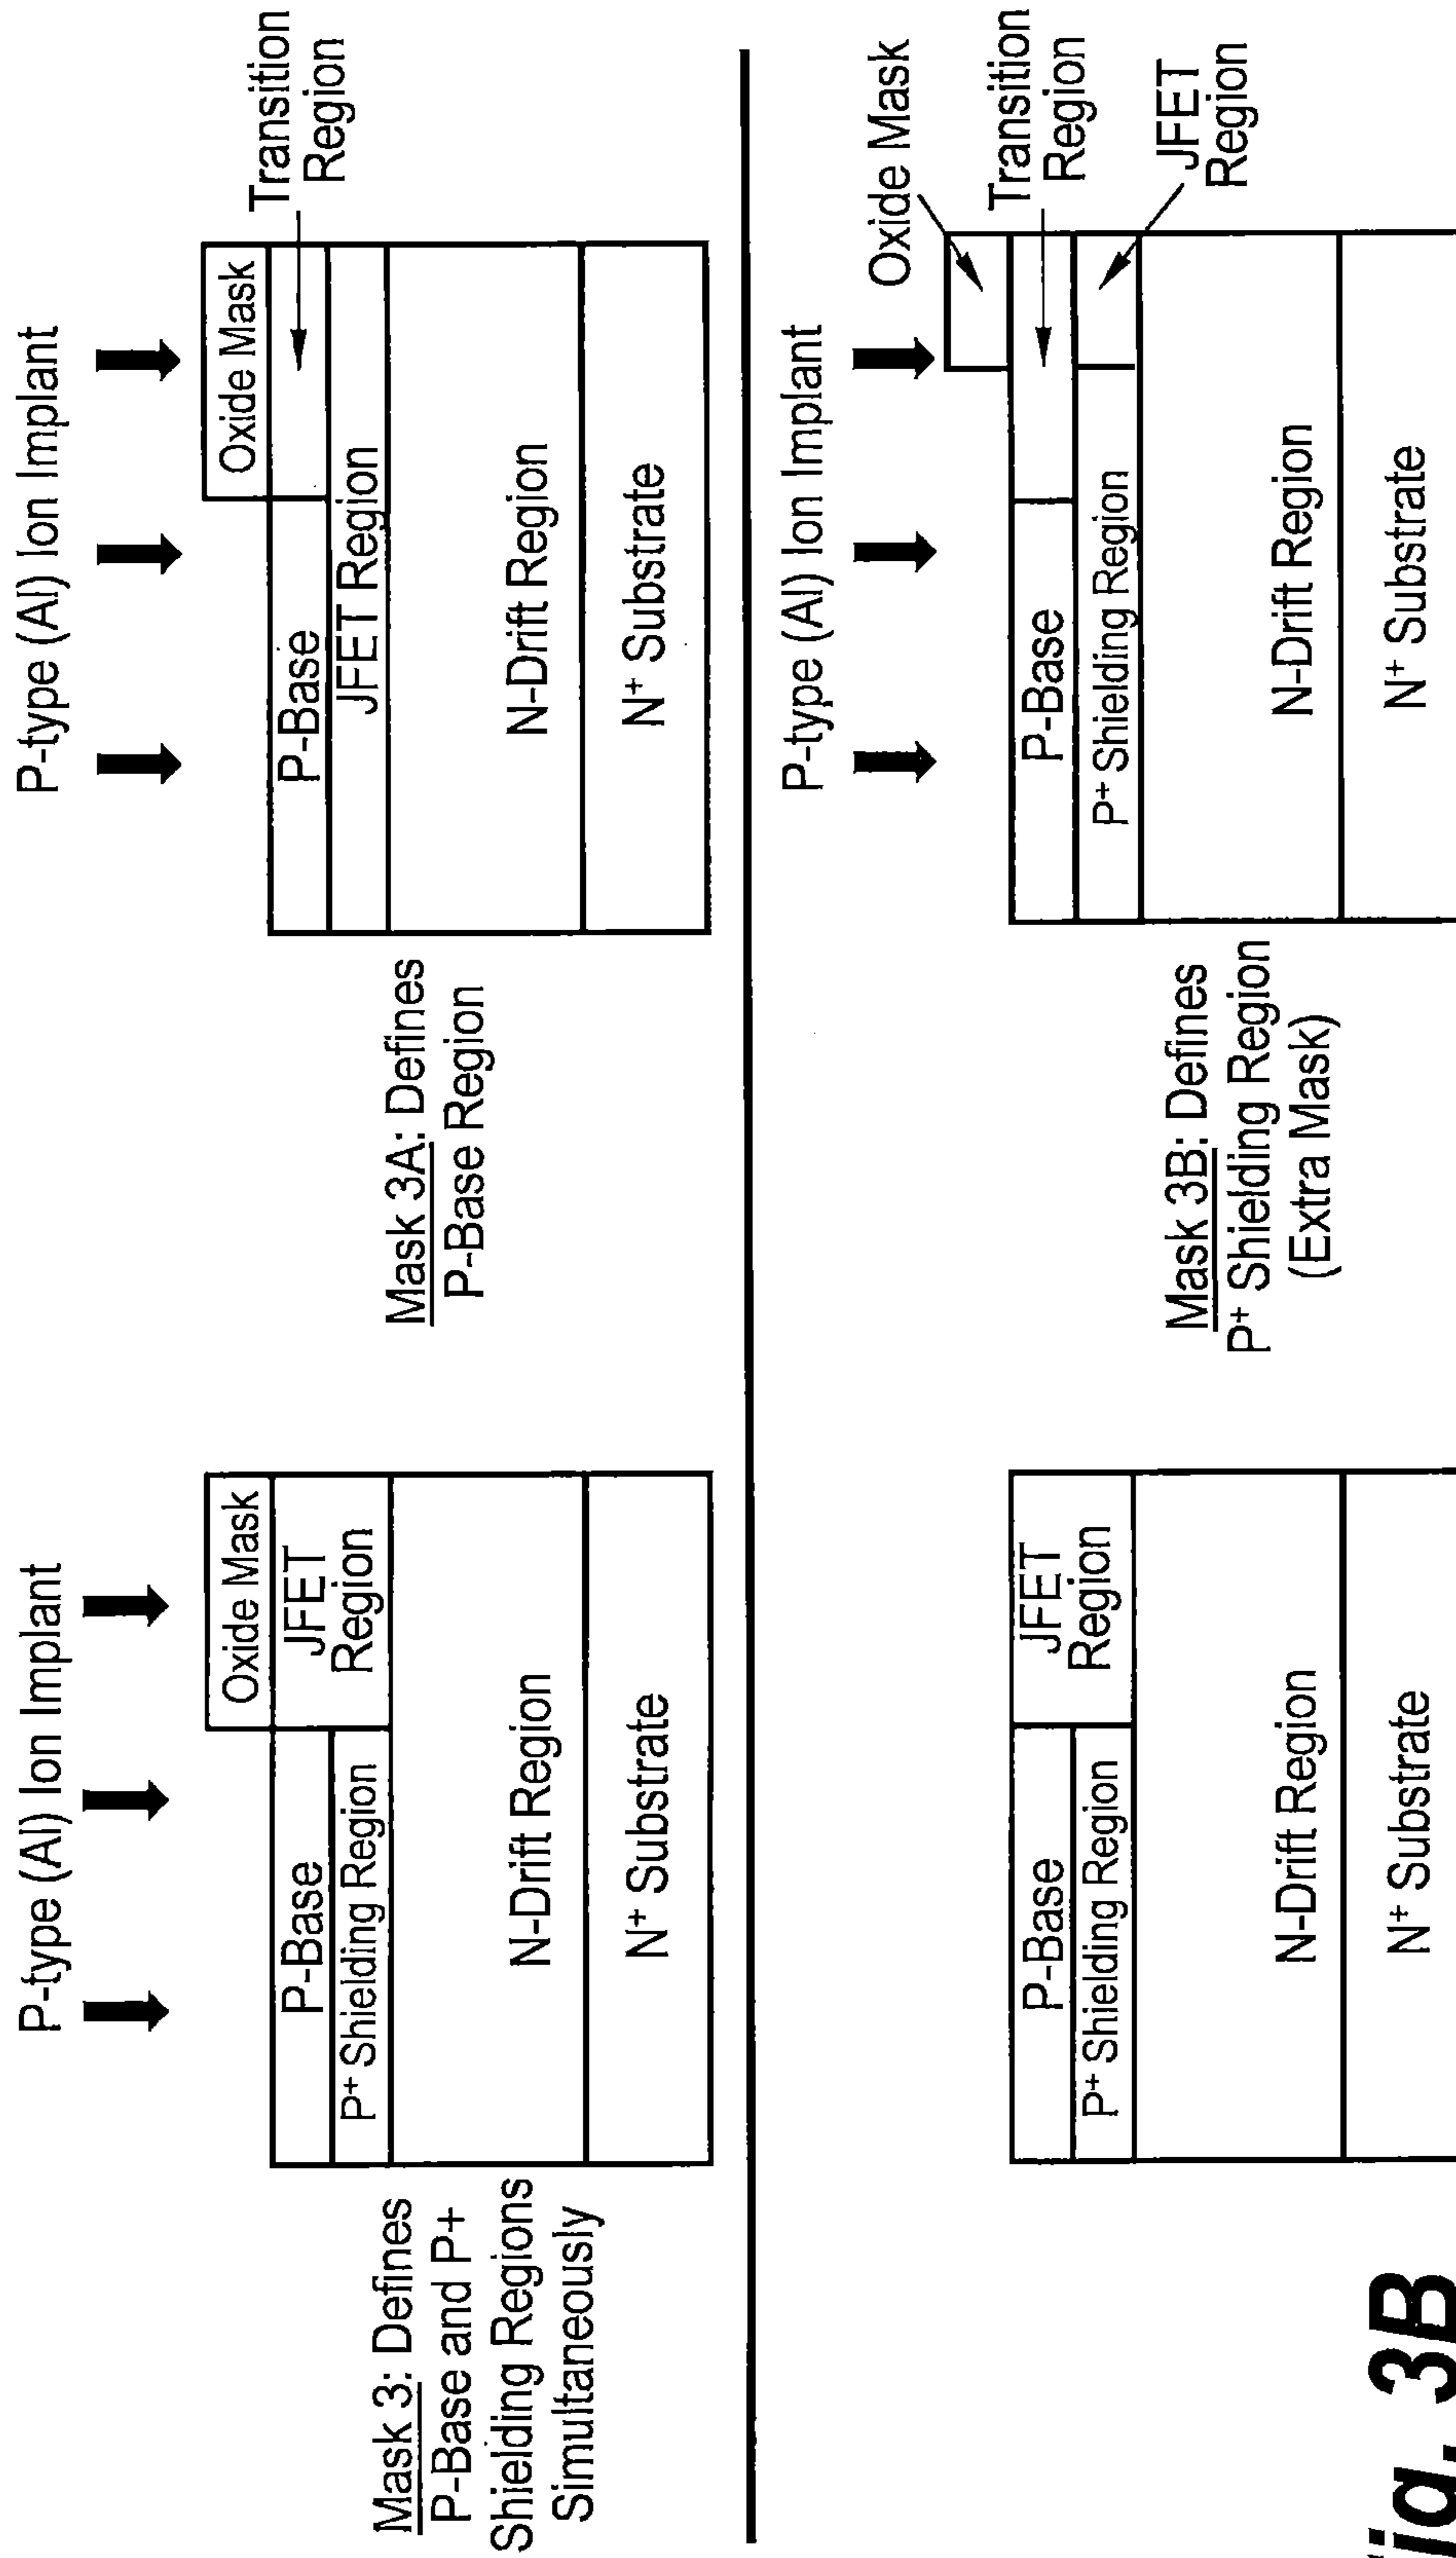 P-type (Al) Ion Implant
Mask 3: Defines
P-Base and P+
Shielding Regions
Simultaneously
Oxide Mask
P-Base
JFET
Region
P⁺ Shielding Region
N-Drift Region
N⁺ Substrate
P-type (Al) Ion Implant
Mask 3A: Defines
P-Base Region
Oxide Mask
Transition
Region
P-Base
JFET Region
N-Drift Region
N⁺ Substrate
P-Base
JFET
Region
P⁺ Shielding Region
N-Drift Region
N⁺ Substrate
P-type (Al) Ion Implant
Mask 3B: Defines
P⁺ Shielding Region
(Extra Mask)
Oxide Mask
Transition
Region
JFET
Region
P-Base
P⁺ Shielding Region
N-Drift Region
N⁺ Substrate
ig. 3B